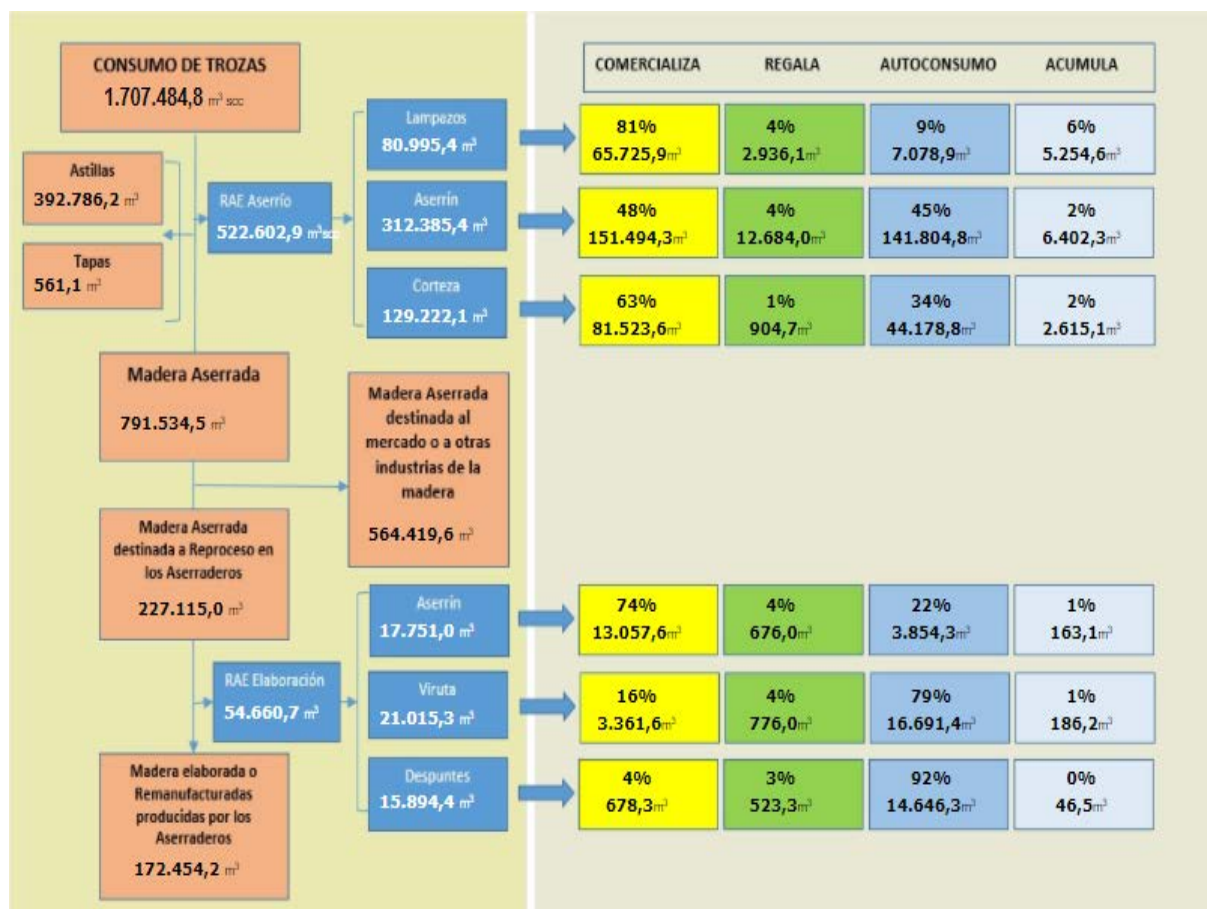 CONSUMO DE TROZAS
1.707.484,8 m³ scc
Astillas
392.786,2 m³
Tapas
561,1 m³
RAE Aserrío
522.602,9 m³scc
Lampazos
80.995,4 m³
Aserrín
312.385,4 m³
Corteza
129.222,1 m³
Madera Aserrada
791.534,5 m³
Madera Aserrada
destinada al
mercado o a otras
industrias de la
madera
564.419,6 m³
Madera Aserrada
destinada a Reproceso en
los Aserraderos
227.115,0 m³
RAE Elaboración
54.660,7 m³
Aserrín
17.751,0 m³
Viruta
21.015,3 m³
Despuntes
15.894,4 m³
Madera elaborada o
Remanufacturadas
producidas por los
Aserraderos
172.454,2 m³
COMERCIALIZA REGALA AUTOCONSUMO ACUMULA
81% 4% 9% 6%
65.725,9m³ 2.936,1m³ 7.078,9m³ 5.254,6m³
48% 4% 45% 2%
151.494,3m³ 12.684,0m³ 141.804,8m³ 6.402,3m³
63% 1% 34% 2%
81.523,6m³ 904,7m³ 44.178,8m³ 2.615,1m³
74% 4% 22% 1%
13.057,6m³ 676,0m³ 3.854,3m³ 163,1m³
16% 4% 79% 1%
3.361,6m³ 776,0m³ 16.691,4m³ 186,2m³
4% 3% 92% 0%
678,3m³ 523,3m³ 14.646,3m³ 46,5m³